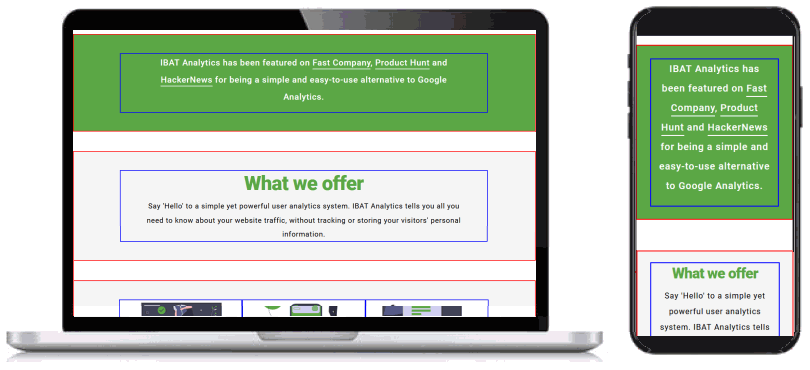 IBAT Analytics has been featured on Fast Company, Product Hunt and
HackerNews for being a simple and easy-to-use alternative to Google
Analytics.
What we offer
Say 'Hello' to a simple yet powerful user analytics system. IBAT Analytics tells you all you
need to know about your website traffic, without tracking or storing your visitors' personal
information.
IBAT Analytics has
been featured on Fast
Company, Product
Hunt and HackerNews
for being a simple and
easy-to-use alternative
to Google Analytics.
What we offer
Say 'Hello' to a simple yet
powerful user analytics
system. IBAT Analytics tells